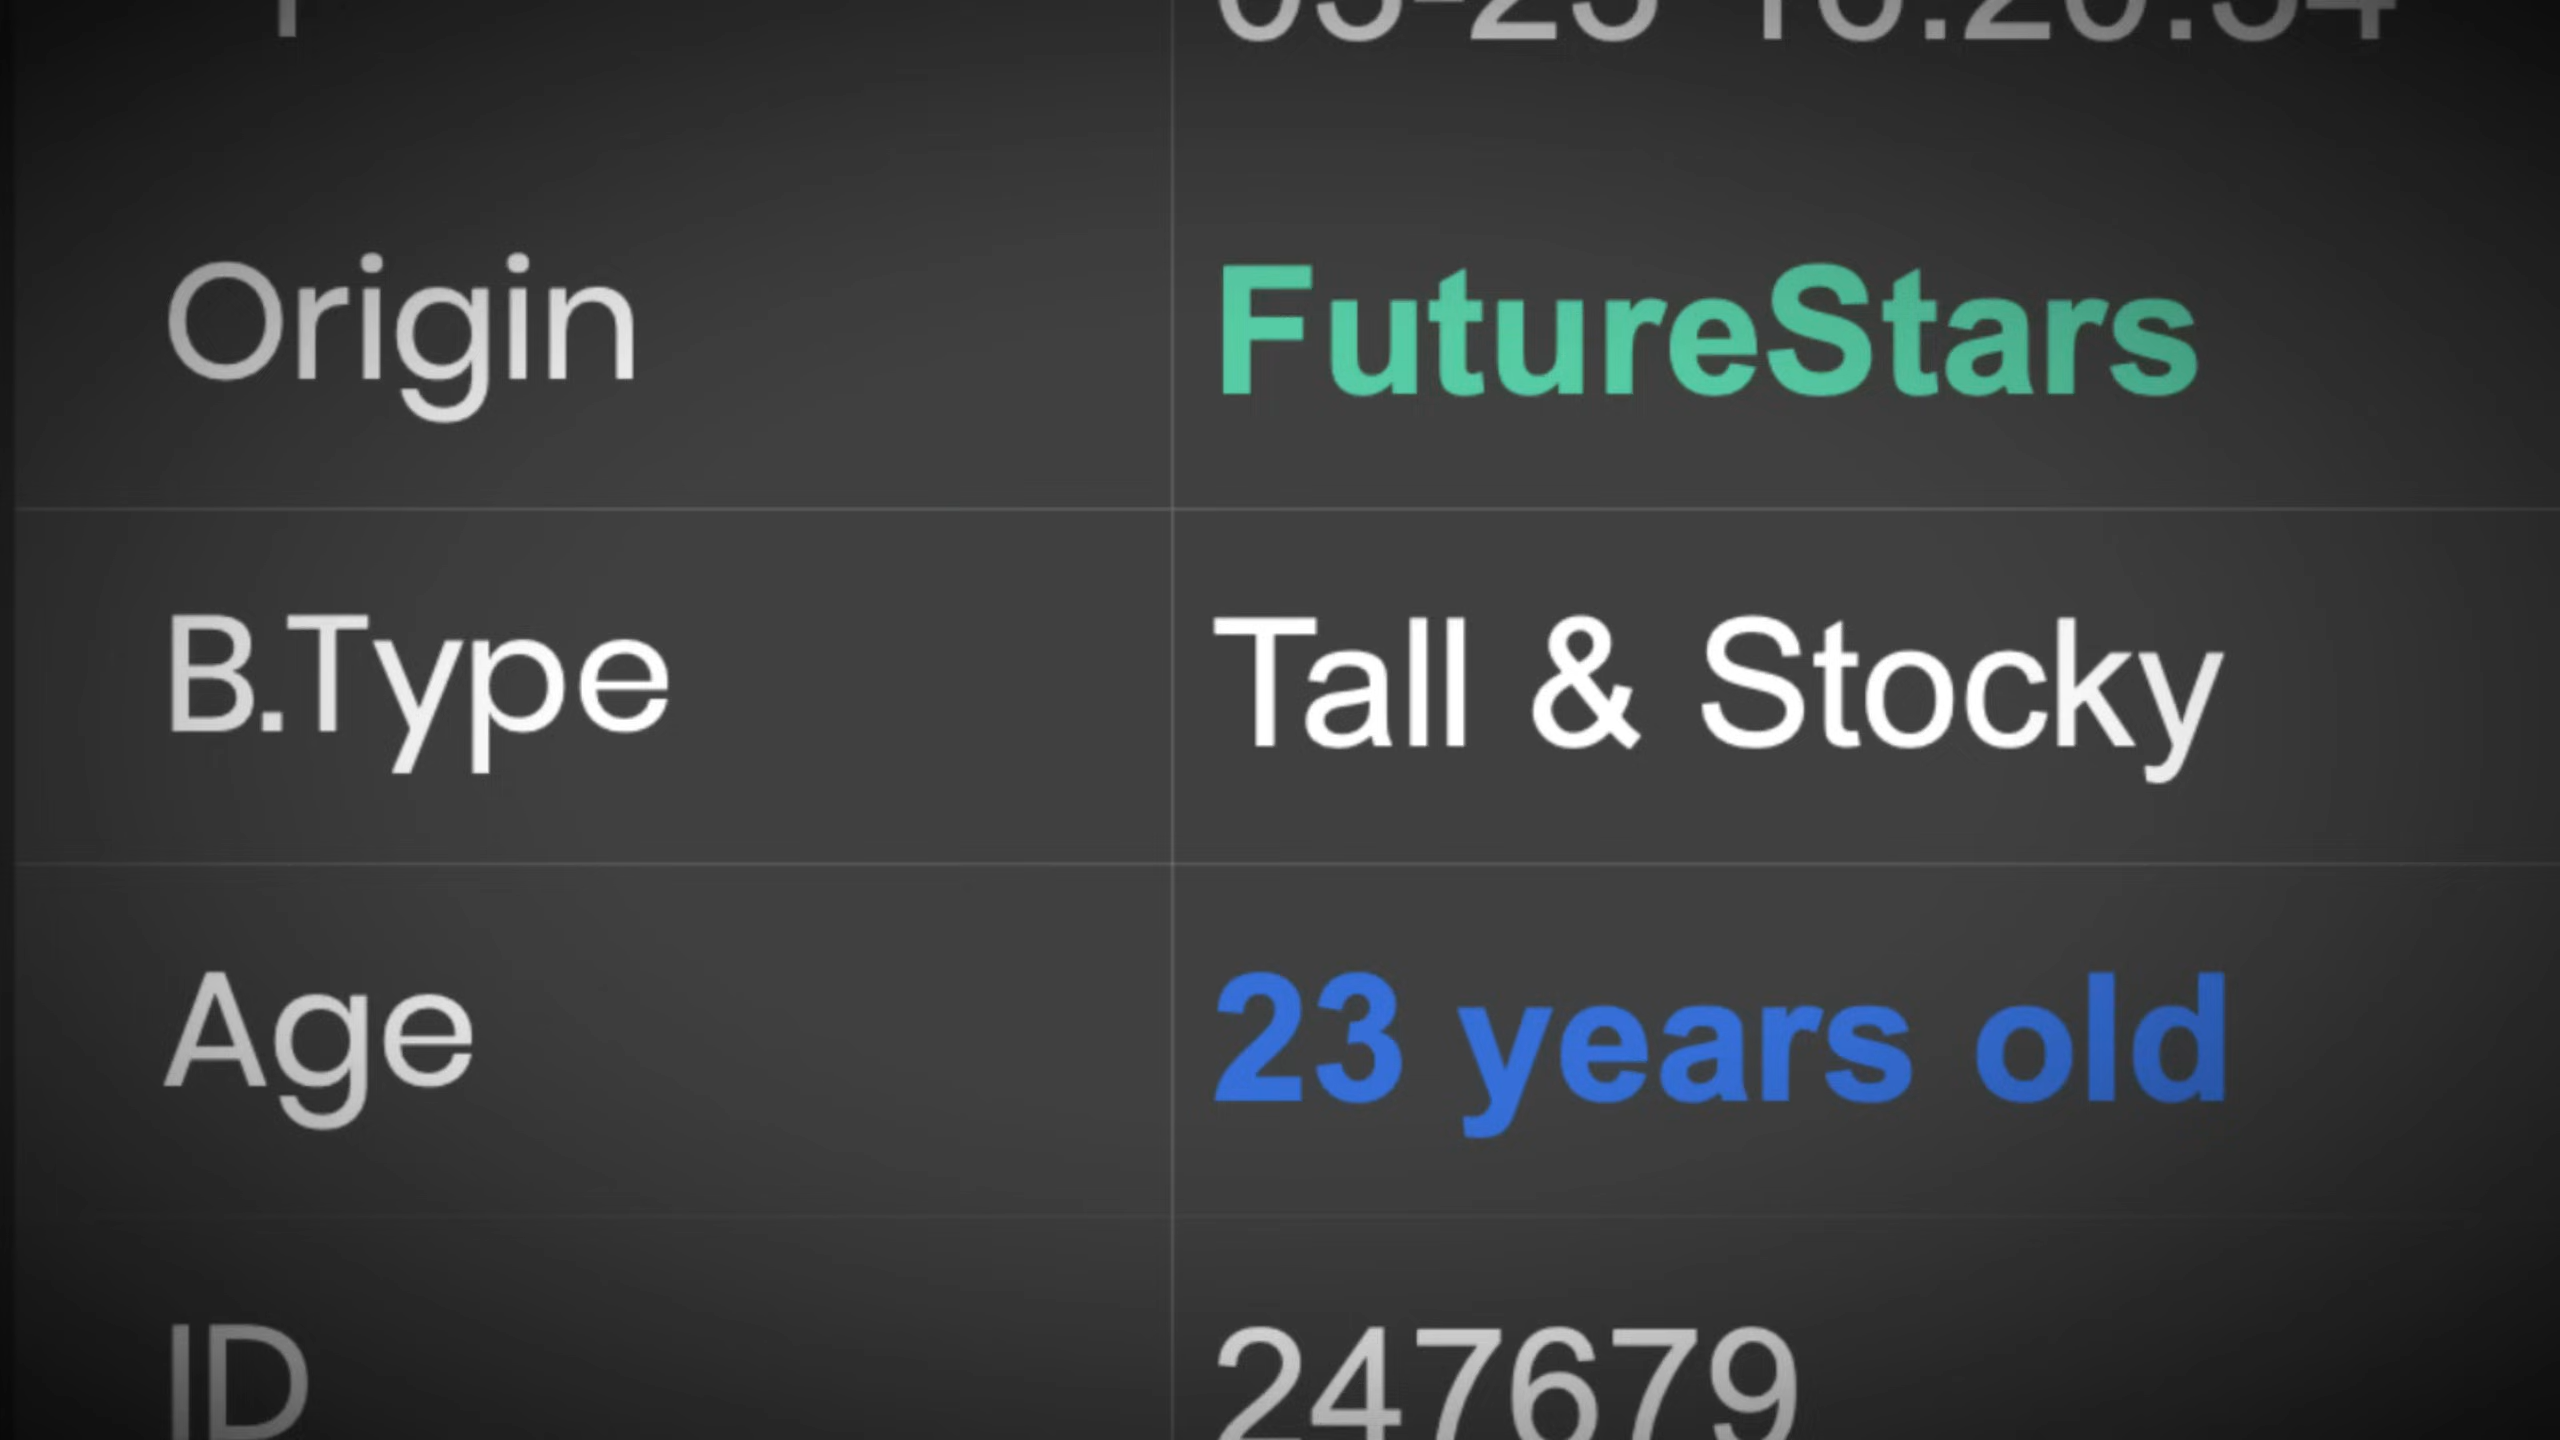 Origin FutureStars
B.Type Tall & Stocky
Age 23 years old
ID 247679